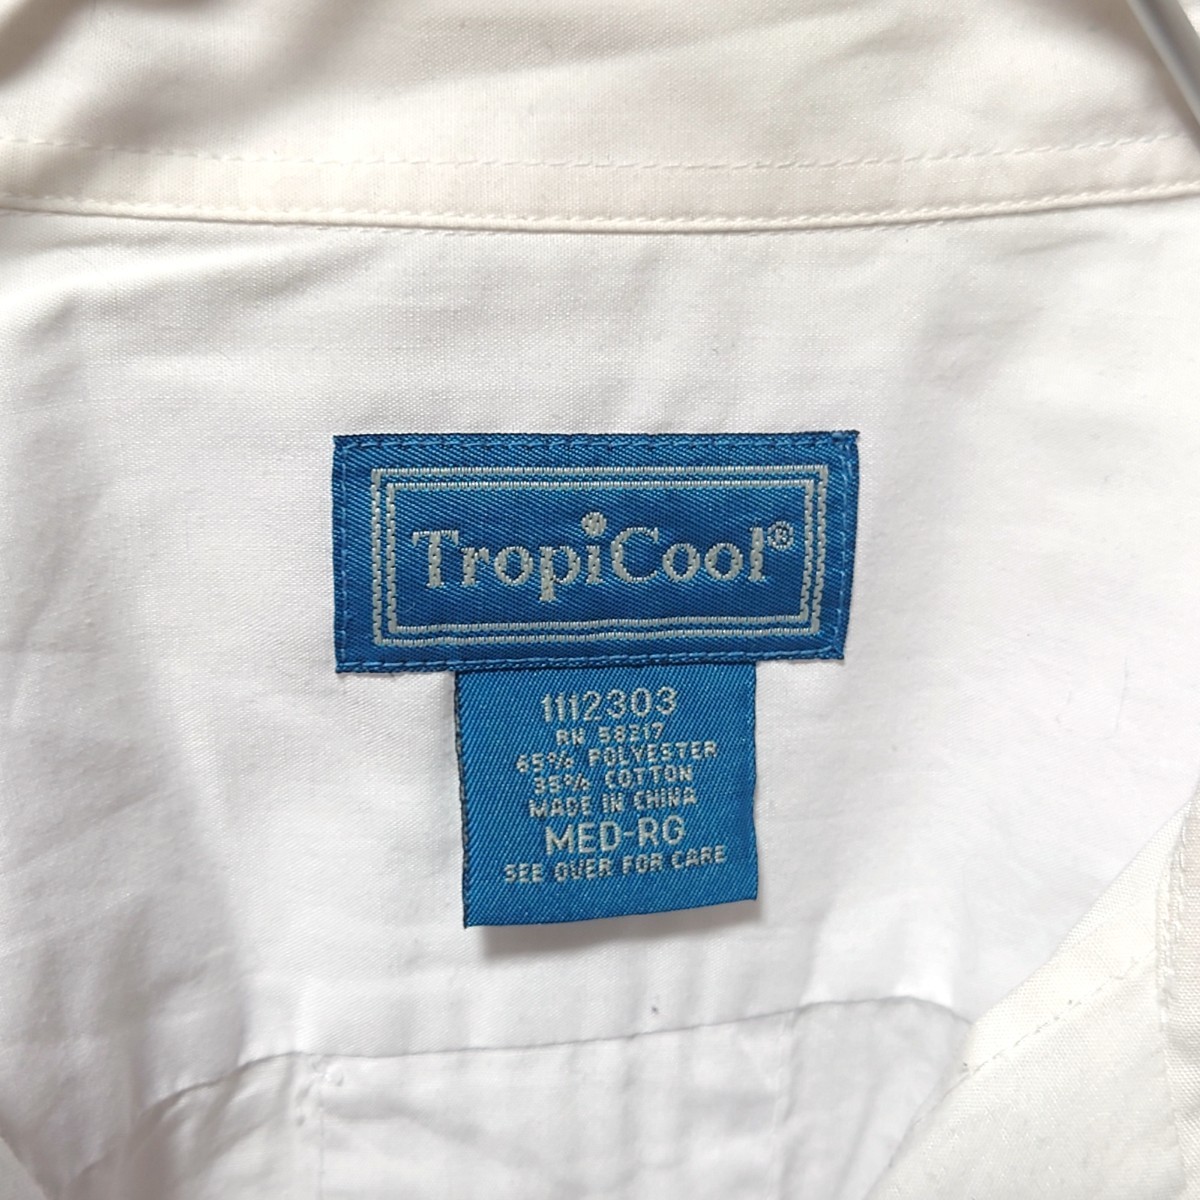 TropiCool®
1112303
RN 58217
65% POLYESTER
35% COTTON
MADE IN CHINA
MED-RG
SEE OVER FOR CARE